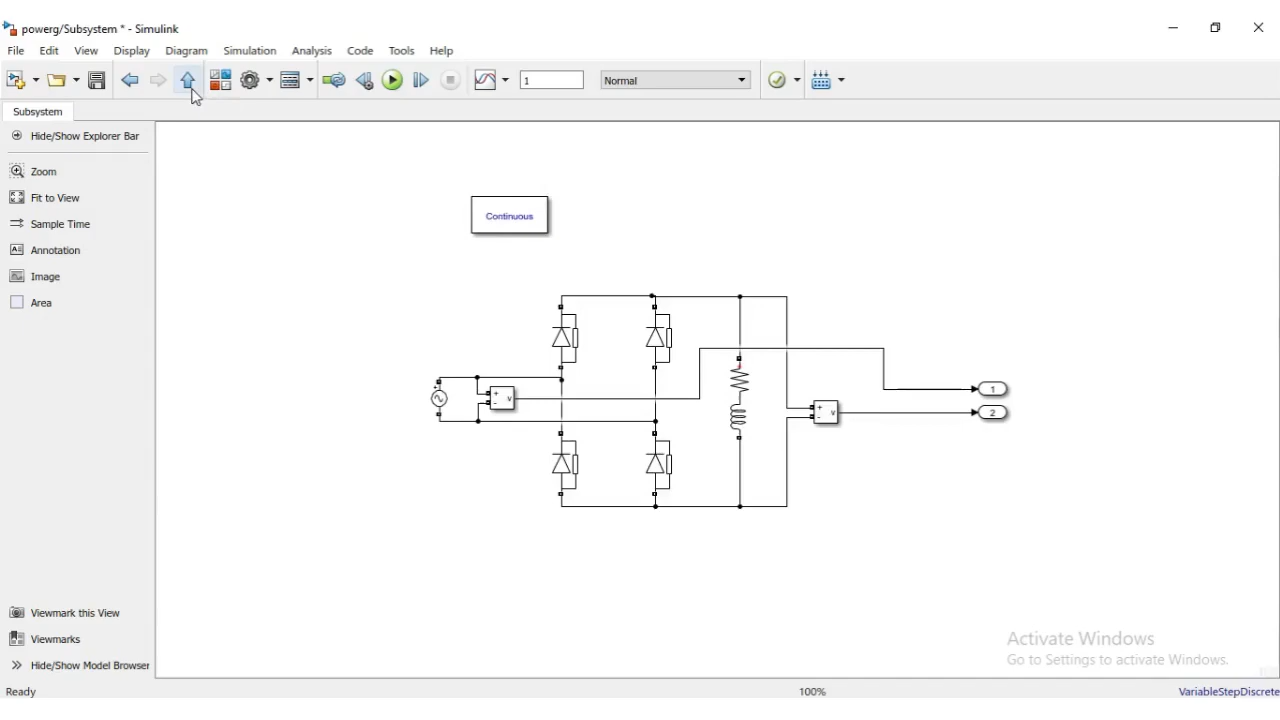 powerg/Subsystem * - Simulink
File Edit View Display Diagram Simulation Analysis Code Tools Help
1 Normal
Subsystem
Hide/Show Explorer Bar
Zoom
Fit to View
Sample Time
Annotation
Image
Area
Continuous
+ - v
+ - v
1
2
Viewmark this View
Viewmarks
Hide/Show Model Browser
Activate Windows
Go to Settings to activate Windows.
Ready 100% VariableStepDiscrete